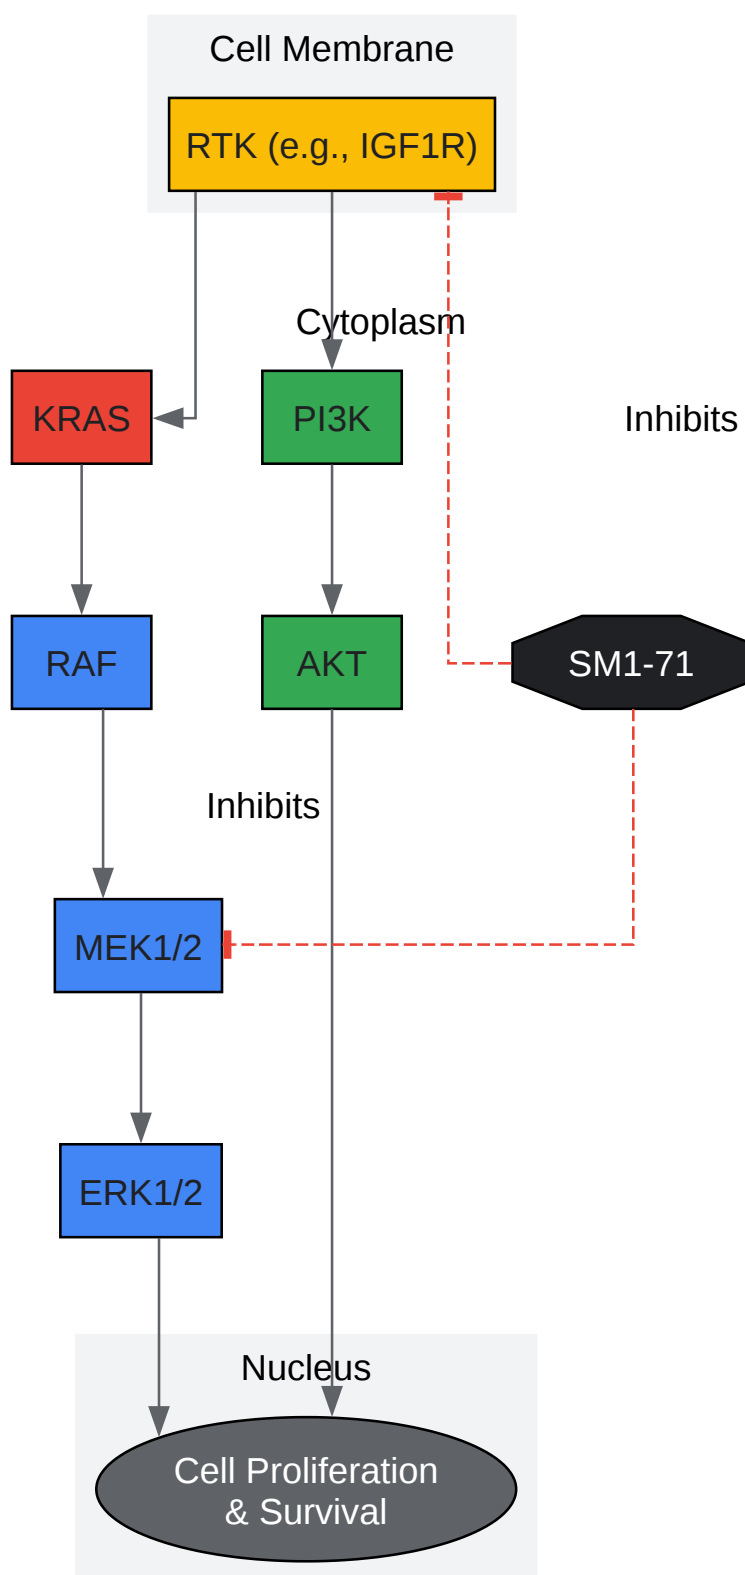 Cell Membrane
RTK (e.g., IGF1R)
Cytoplasm
KRAS
PI3K
Inhibits
RAF
AKT
SM1-71
Inhibits
MEK1/2
ERK1/2
Nucleus
Cell Proliferation
& Survival